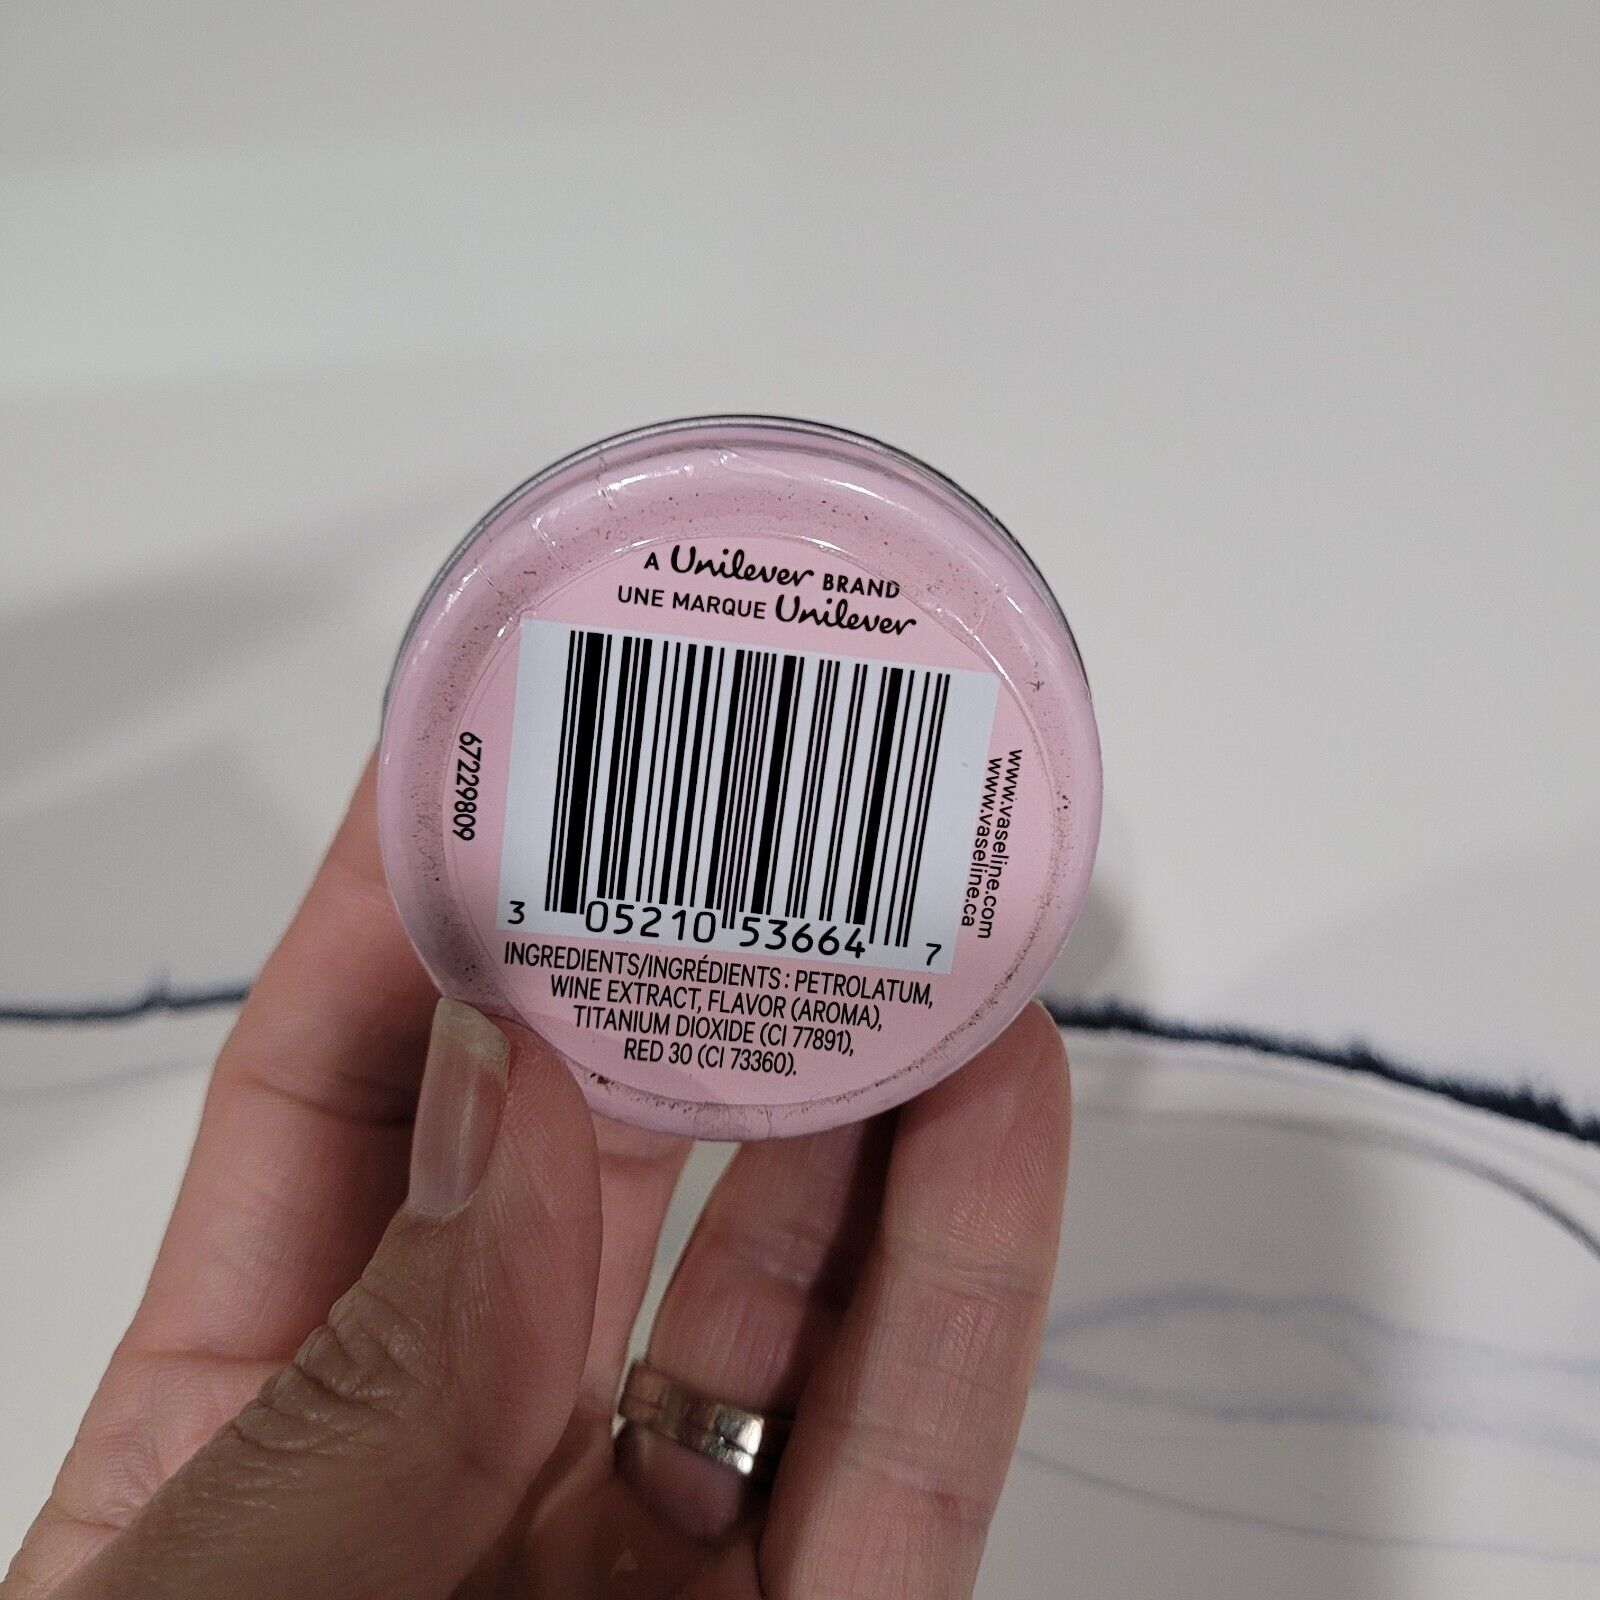 A Unilever BRAND
UNE MARQUE Unilever
67229809
www.vaseline.com
www.vaseline.ca
3 05210 53664 7
INGREDIENTS/INGRÉDIENTS : PETROLATUM,
WINE EXTRACT, FLAVOR (AROMA),
TITANIUM DIOXIDE (CI 77891),
RED 30 (CI 73360).